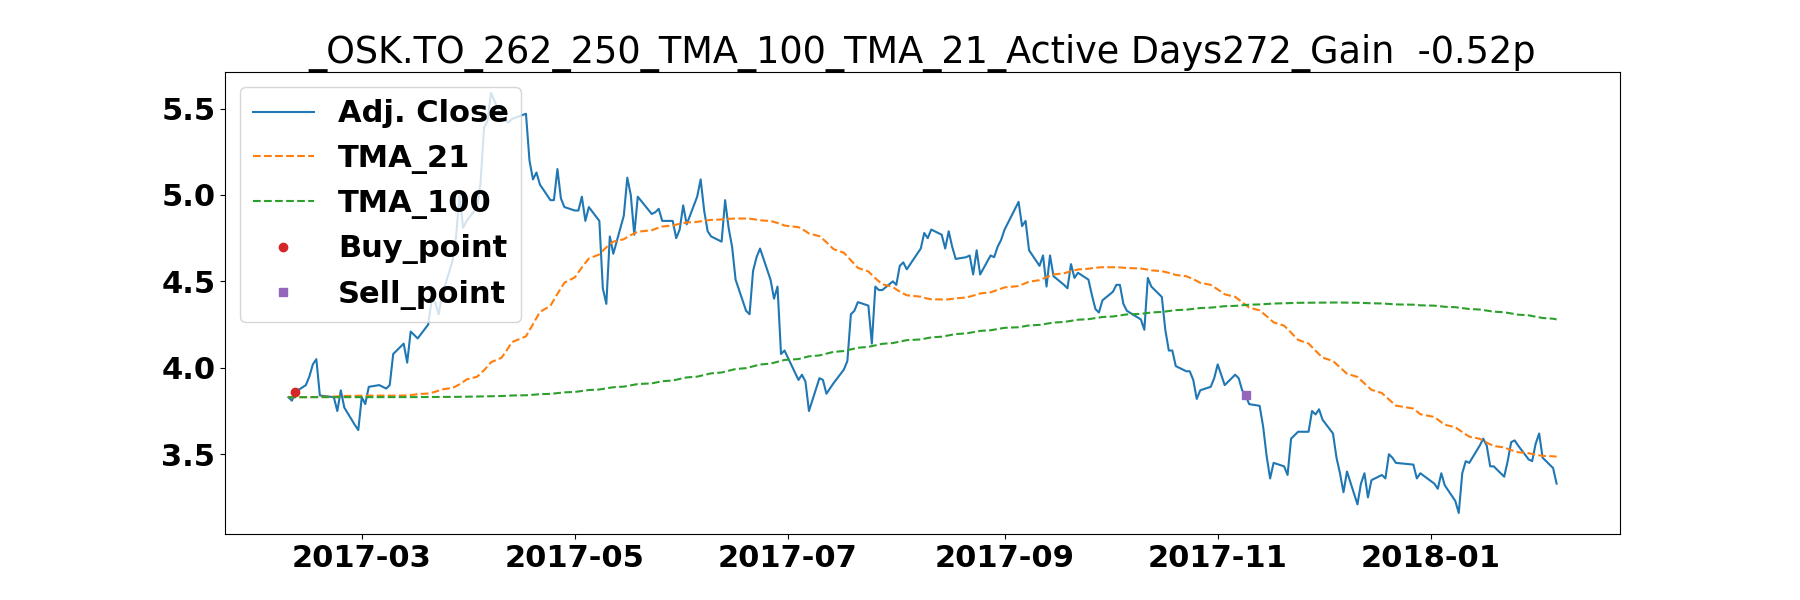 _OSK.TO_262_250_TMA_100_TMA_21_Active Days272_Gain  -0.52p
Adj. Close
TMA_21
TMA_100
Buy_point
Sell_point
5.5
5.0
4.5
4.0
3.5
2017-03 2017-05 2017-07 2017-09 2017-11 2018-01